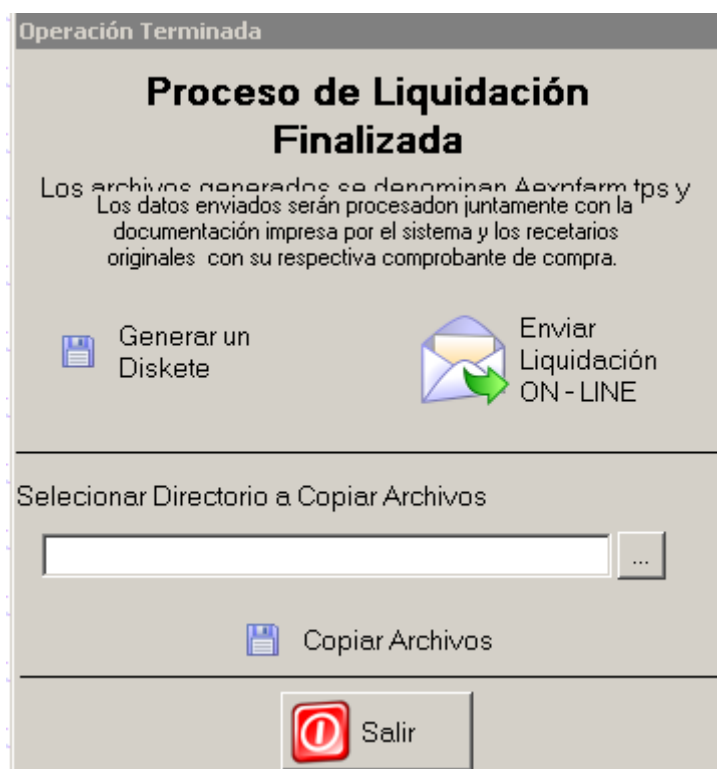 Operación Terminada
Proceso de Liquidación
Finalizada
Los archivos generados se denominan Aexpfarm.tps y
Los datos enviados serán procesadon juntamente con la
documentación impresa por el sistema y los recetarios
originales con su respectiva comprobante de compra.
Generar un
Diskete
Enviar
Liquidación
ON - LINE
Selecionar Directorio a Copiar Archivos
...
Copiar Archivos
Salir